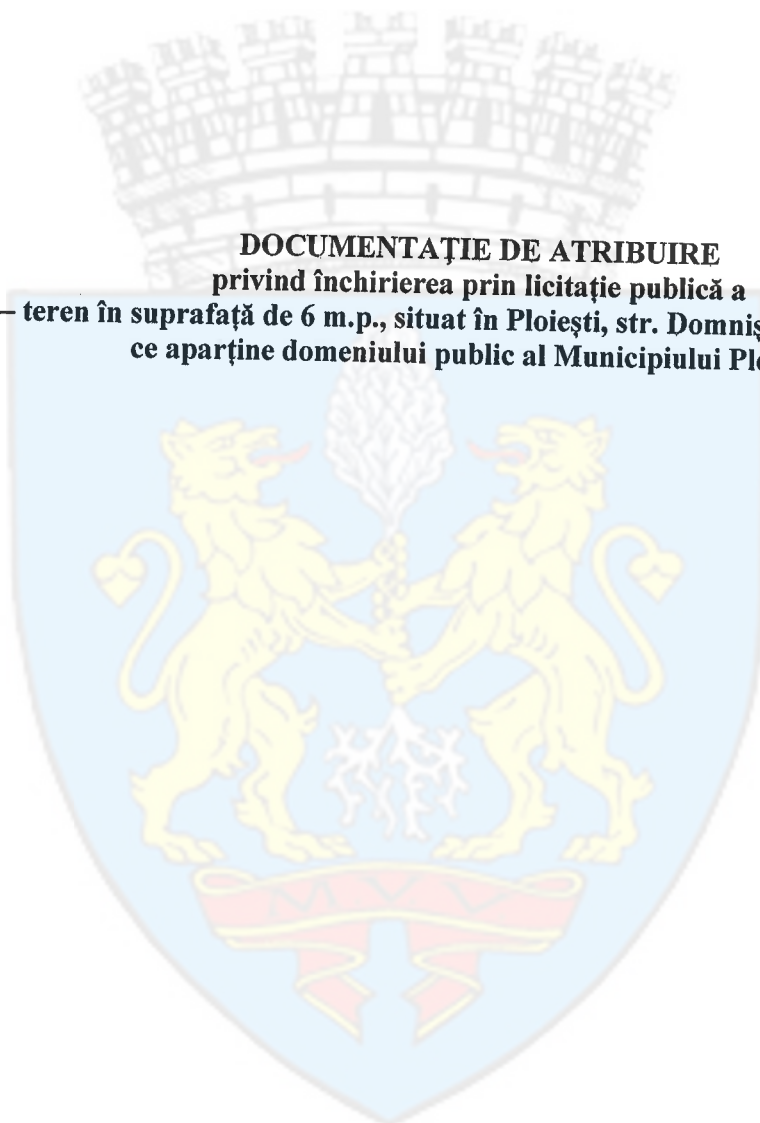 DOCUMENTAȚIE DE ATRIBUIRE
privind închirierea prin licitație publică a
– teren în suprafață de 6 m.p., situat în Ploiești, str.
ce aparține domeniului public al Municipiului
MVV